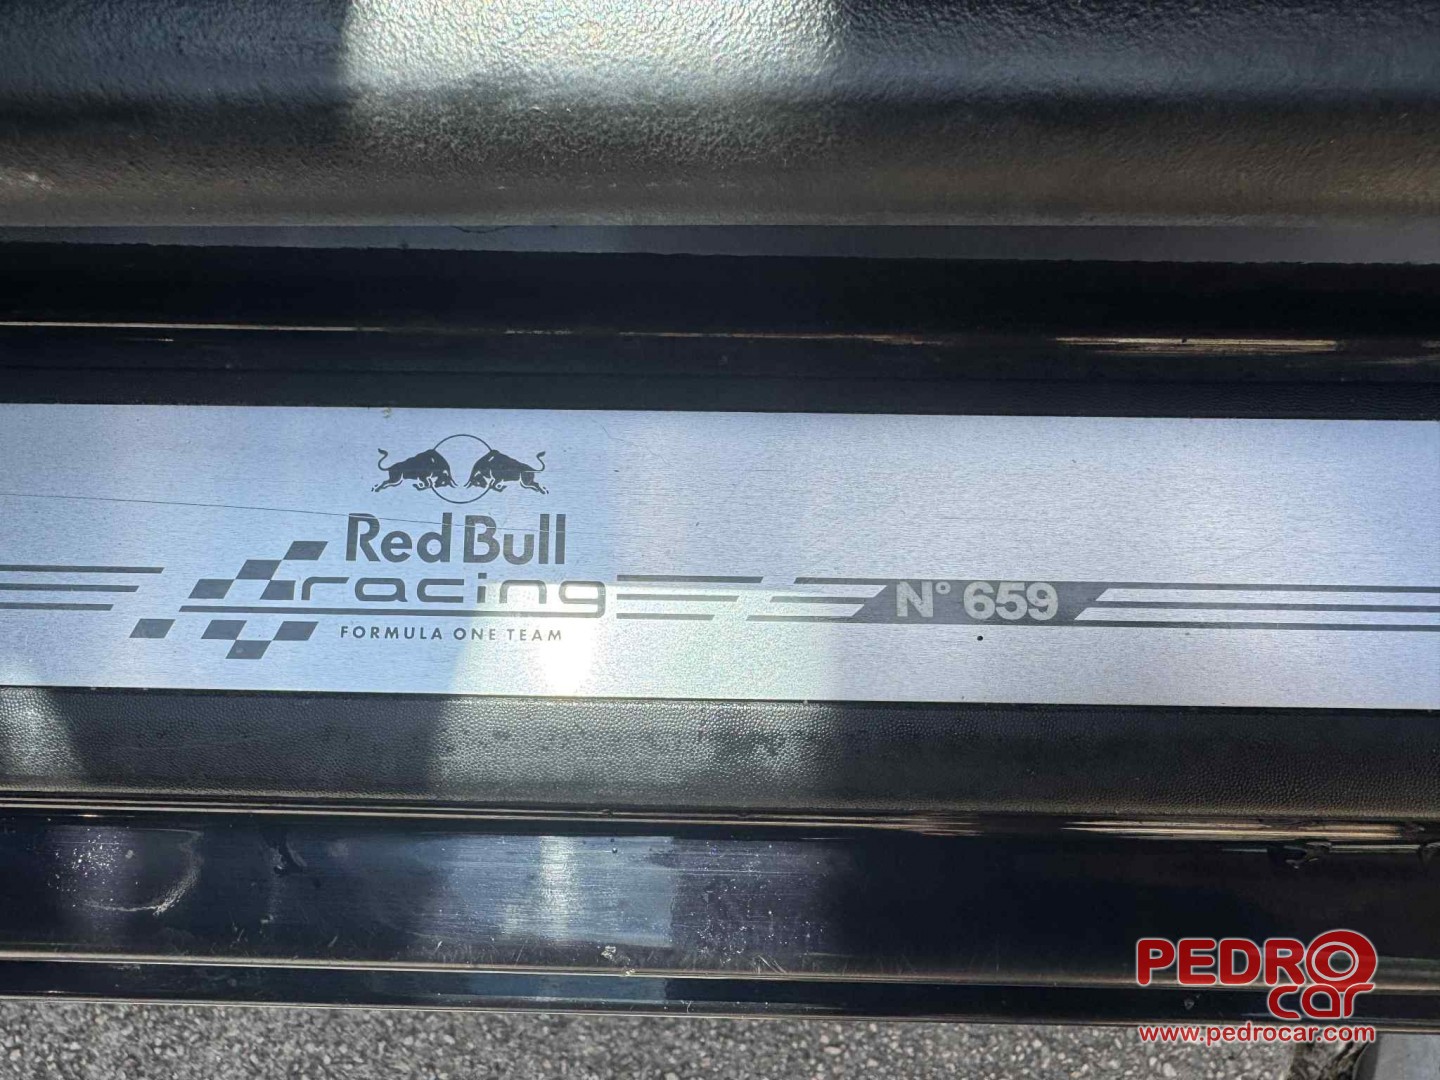 Red Bull
racing
FORMULA ONE TEAM
N° 659
PEDRO
car
www.pedrocar.com